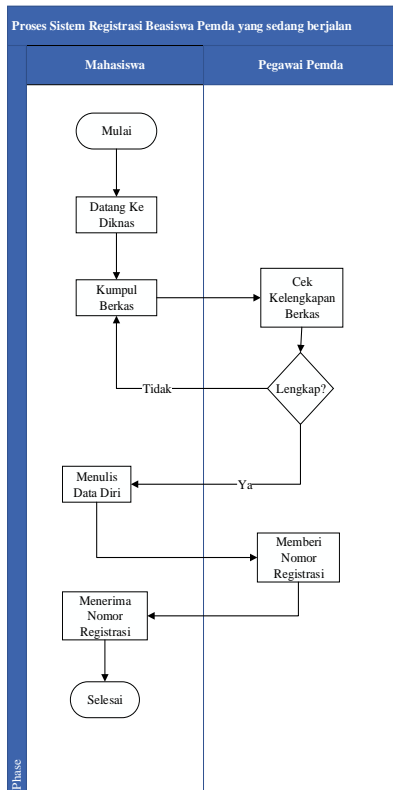 Proses Sistem Registrasi Beasiswa Pemda yang sedang berjalan
Mahasiswa
Pegawai Pemda
Mulai
Datang Ke
Diknas
Kumpul
Berkas
Cek
Kelengkapan
Berkas
Lengkap?
Tidak
Menulis
Data Diri
Ya
Memberi
Nomor
Registrasi
Menerima
Nomor
Registrasi
Selesai
Phase